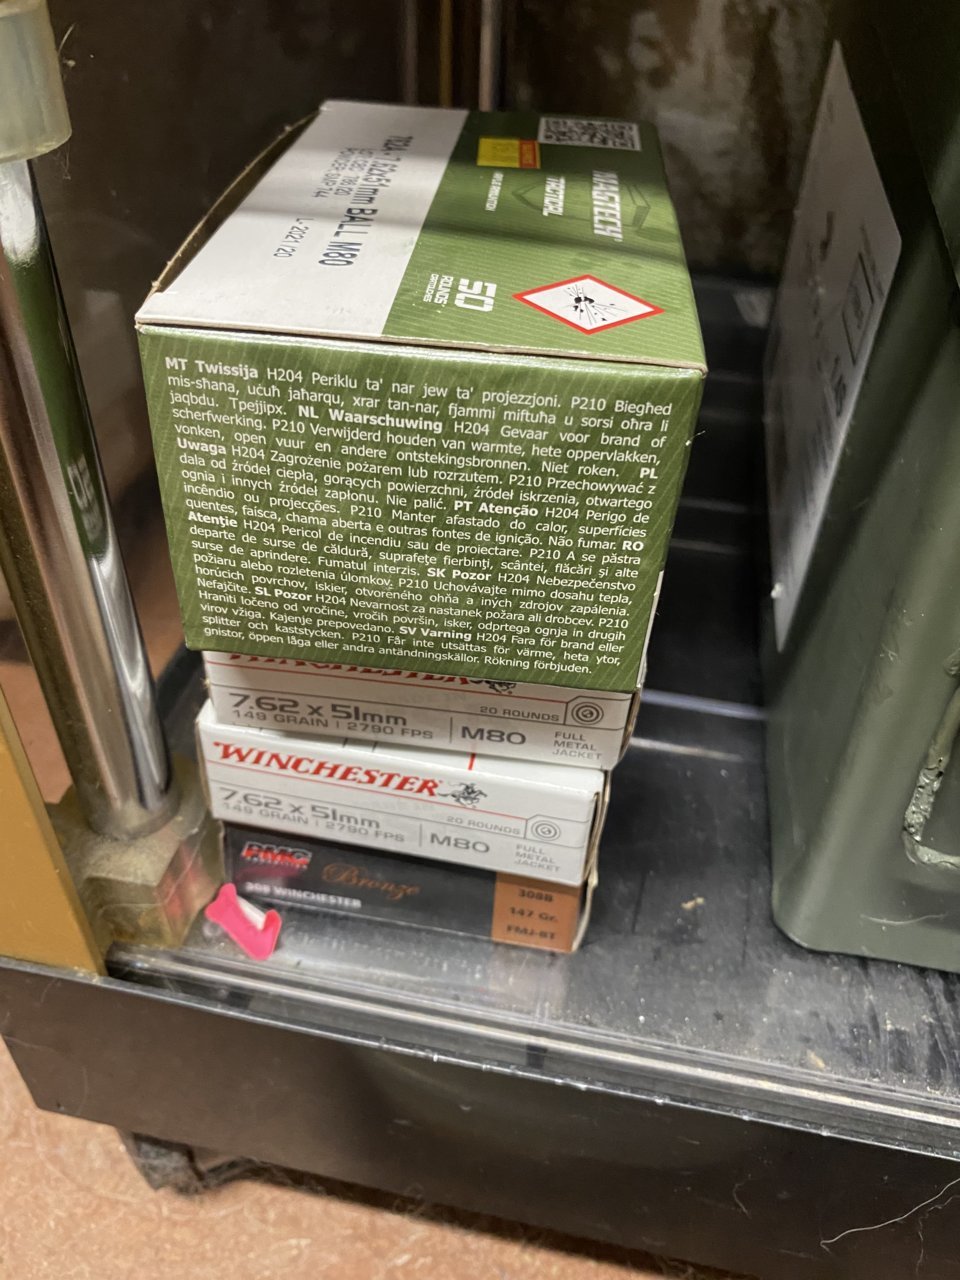 7.62x51mm BALL M80
L- 2021/20
MAGTECH
TACTICAL
50
ROUNDS
CARTOUCHES
MT Twissija H204 Periklu ta' nar jew ta' projezzjoni. P210 Biegħed
mis-sħana, uċuħ jaħarqu, xrar tan-nar, fjammi miftuħa u sorsi oħra li
jaqbdu. Tpejjipx. NL Waarschuwing H204 Gevaar voor brand of
scherfwerking. P210 Verwijderd houden van warmte, hete oppervlakken,
vonken, open vuur en andere ontstekingsbronnen. Niet roken. PL
Uwaga H204 Zagrożenie pożarem lub rozrzutem. P210 Przechowywać z
dala od źródeł ciepła, gorących powierzchni, źródeł iskrzenia, otwartego
ognia i innych źródeł zapłonu. Nie palić. PT Atenção H204 Perigo de
incêndio ou projecções. P210 Manter afastado do calor, superfícies
quentes, faísca, chama aberta e outras fontes de ignição. Não fumar. RO
Atenţie H204 Pericol de incendiu sau de proiectare. P210 A se păstra
departe de surse de căldură, suprafeţe fierbinţi, scântei, flăcări și alte
surse de aprindere. Fumatul interzis. SK Pozor H204 Nebezpečenstvo
požiaru alebo rozletenia úlomkov. P210 Uchovávajte mimo dosahu tepla,
horúcich povrchov, iskier, otvoreného ohňa a iných zdrojov zapálenia.
Nefajčite. SL Pozor H204 Nevarnost za nastanek požara ali drobcev. P210
Hraniti ločeno od vročine, vročih površin, isker, odprtega ognja in drugih
virov vžiga. Kajenje prepovedano. SV Varning H204 Fara för brand eller
splitter och kaststycken. P210 Får inte utsättas för värme, heta ytor,
gnistor, öppen låga eller andra antändningskällor. Rökning förbjuden.
WINCHESTER
7.62 x 51mm
149 GRAIN | 2790 FPS
M80
20 ROUNDS
FULL
METAL
JACKET
WINCHESTER
7.62 x 51mm
149 GRAIN | 2790 FPS
M80
20 ROUNDS
FULL
METAL
JACKET
PMC
Bronze
308 WINCHESTER
308B
147 Gr.
FMJ-BT